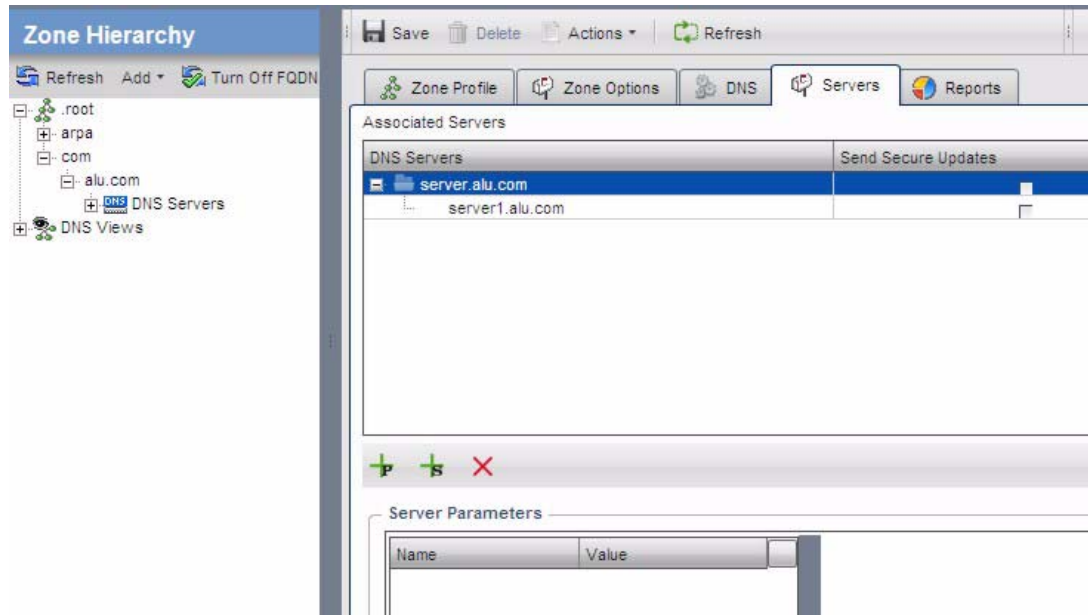 Zone Hierarchy
Refresh Add Turn Off FQDN
.root
arpa
com
alu.com
DNS DNS Servers
DNS Views
Save Delete Actions Refresh
Zone Profile Zone Options DNS Servers Reports
Associated Servers
DNS Servers Send Secure Updates
server.alu.com
server1.alu.com
P S
Server Parameters
Name Value